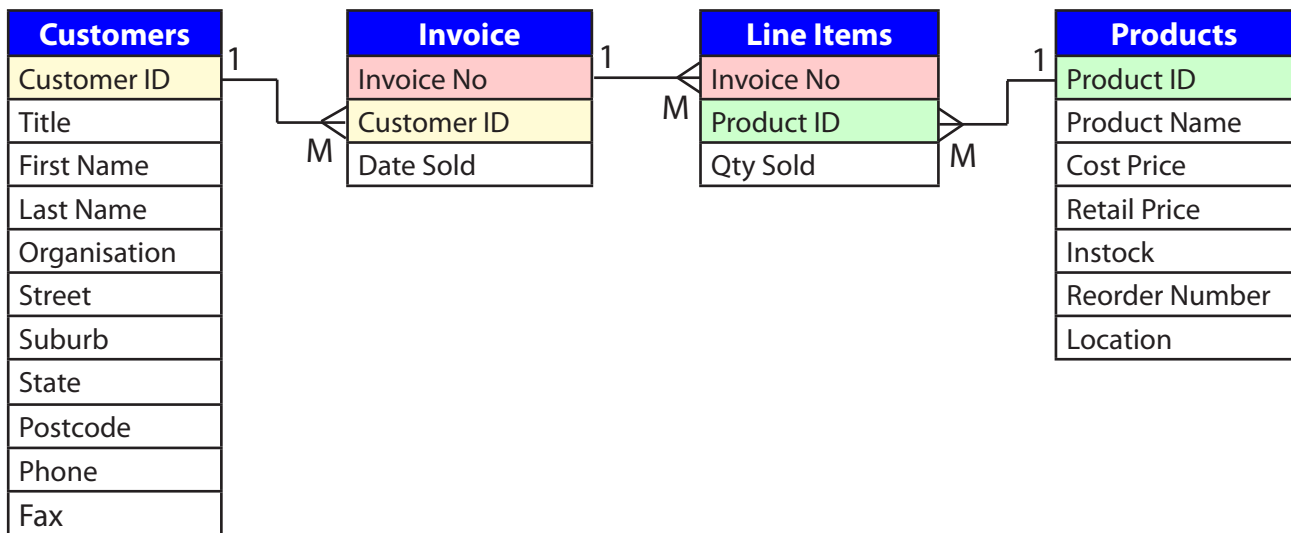 Customers
Customer ID
Title
First Name
Last Name
Organisation
Street
Suburb
State
Postcode
Phone
Fax
1
M
Invoice
Invoice No
Customer ID
Date Sold
1
M
Line Items
Invoice No
Product ID
Qty Sold
M
1
Products
Product ID
Product Name
Cost Price
Retail Price
Instock
Reorder Number
Location